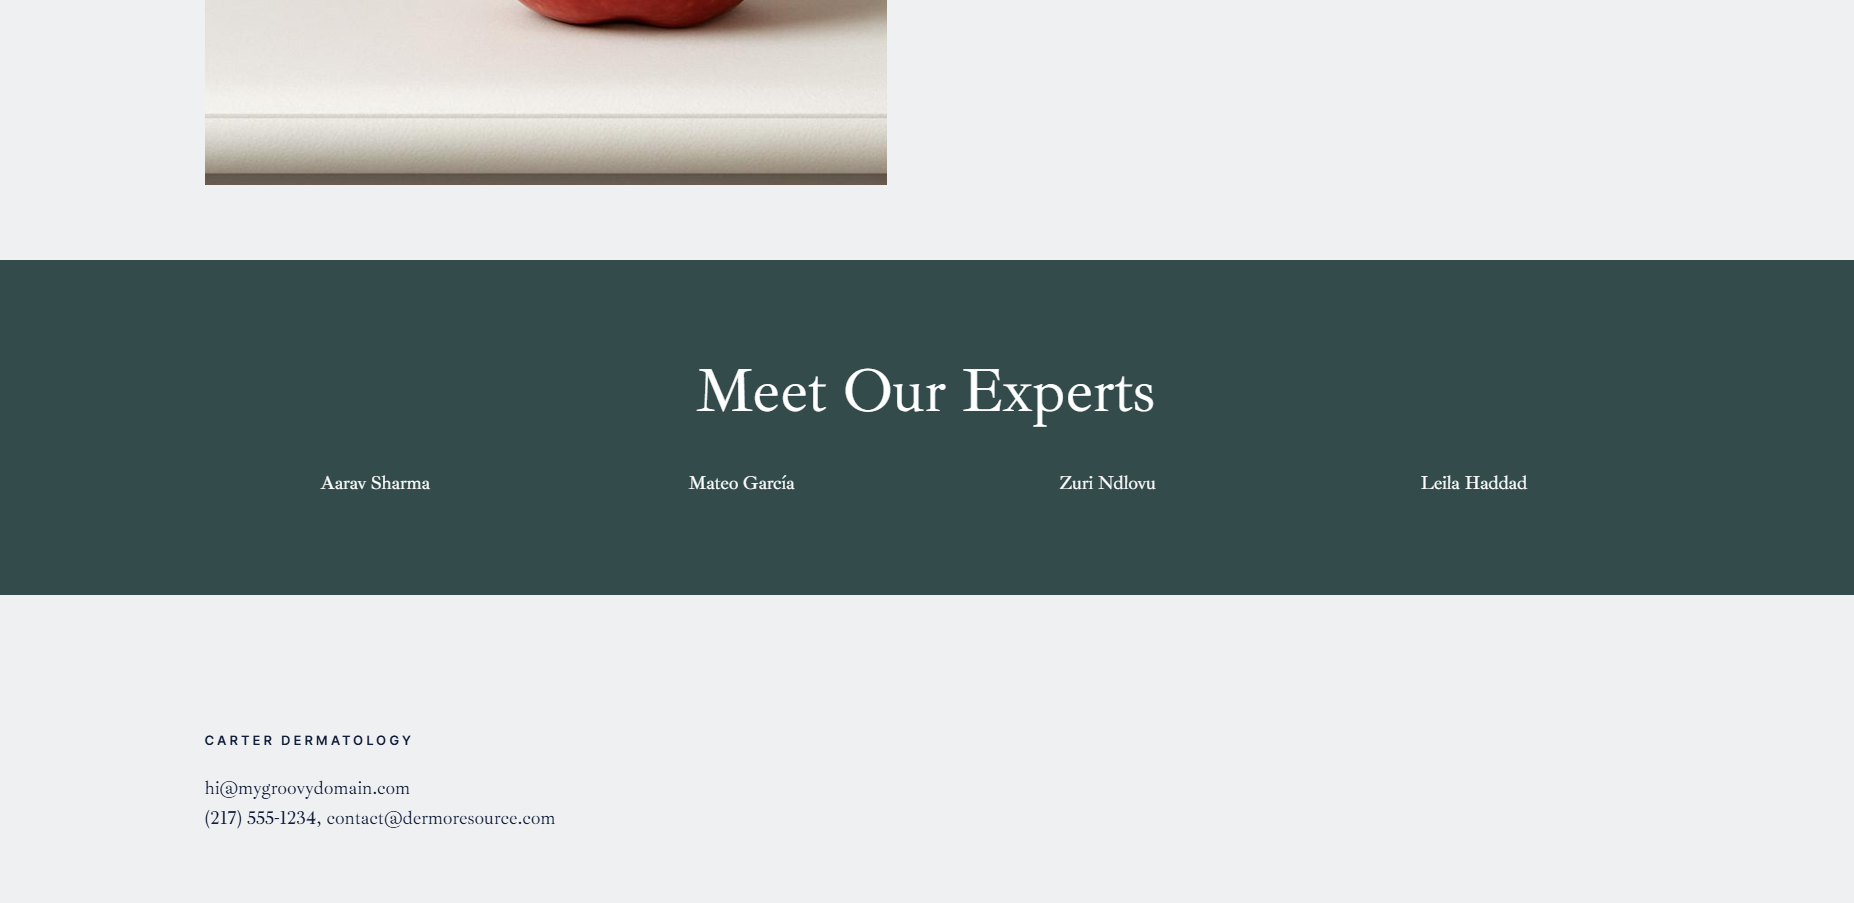 Meet Our Experts
Aarav Sharma
Mateo García
Zuri Ndlovu
Leila Haddad
CARTER DERMATOLOGY
hi@mygroovydomain.com
(217) 555-1234, contact@dermoresource.com